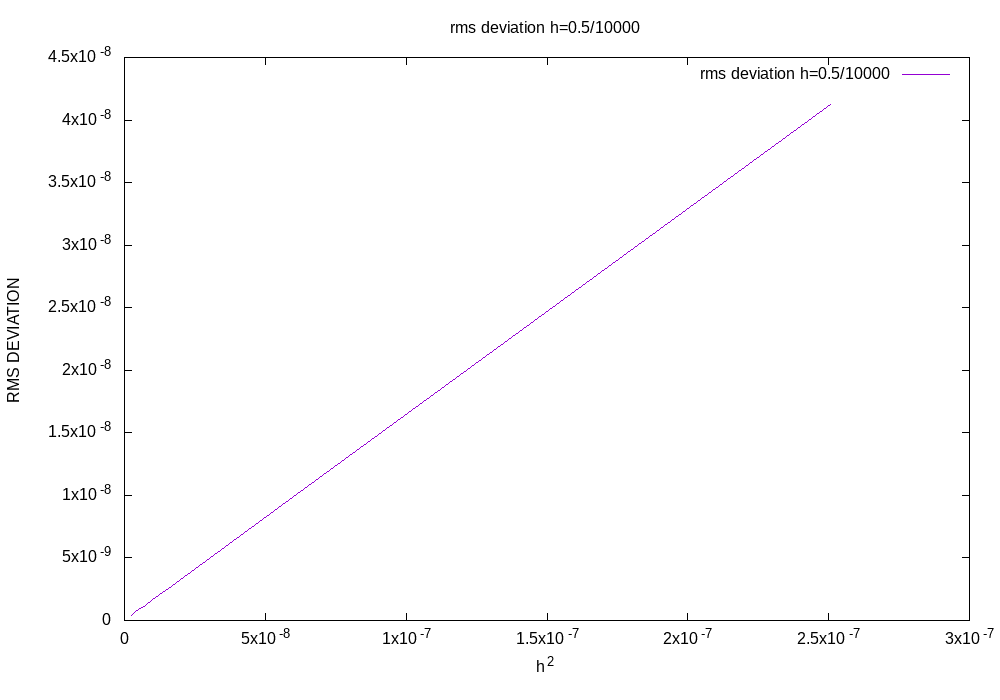 rms deviation h=0.5/10000
rms deviation h=0.5/10000
4.5x10^-8
4x10^-8
3.5x10^-8
3x10^-8
2.5x10^-8
2x10^-8
1.5x10^-8
1x10^-8
5x10^-9
0
RMS DEVIATION
0 5x10^-8 1x10^-7 1.5x10^-7 2x10^-7 2.5x10^-7 3x10^-7
h^2